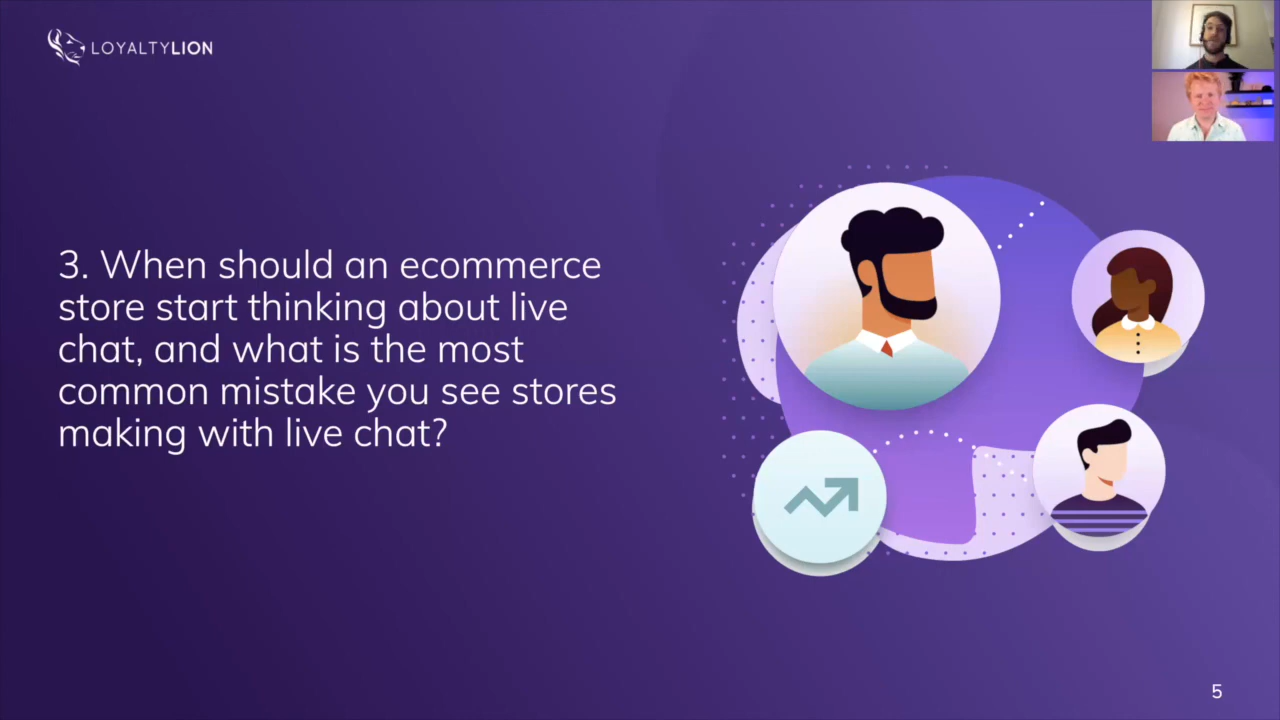 LOYALTYLION
3. When should an ecommerce
store start thinking about live
chat, and what is the most
common mistake you see stores
making with live chat?
5